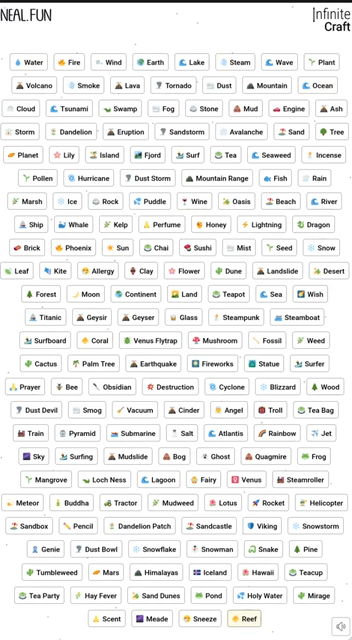 NEAL.FUN Infinite
Craft
Water Fire Wind Earth Lake Steam Wave Plant
Volcano Smoke Lava Tornado Dust Mountain Ocean
Cloud Tsunami Swamp Fog Stone Mud Engine Ash
Storm Dandelion Eruption Sandstorm Avalanche Sand Tree
Planet Lily Island Fjord Surf Tea Seaweed Incense
Pollen Hurricane Dust Storm Mountain Range Fish Rain
Marsh Ice Rock Puddle Wine Oasis Beach River
Ship Whale Kelp Perfume Honey Lightning Dragon
Brick Phoenix Sun Chai Sushi Mist Seed Snow
Leaf Kite Allergy Clay Flower Dune Landslide Desert
Forest Moon Continent Land Teapot Sea Wish
Titanic Geysir Geyser Glass Steampunk Steamboat
Surfboard Coral Venus Flytrap Mushroom Fossil Weed
Cactus Palm Tree Earthquake Fireworks Statue Surfer
Prayer Bee Obsidian Destruction Cyclone Blizzard Wood
Dust Devil Smog Vacuum Cinder Angel Troll Tea Bag
Train Pyramid Submarine Salt Atlantis Rainbow Jet
Sky Surfing Mudslide Bog Ghost Quagmire Frog
Mangrove Loch Ness Lagoon Fairy Venus Steamroller
Meteor Buddha Tractor Mudweed Lotus Rocket Helicopter
Sandbox Pencil Dandelion Patch Sandcastle Viking Snowstorm
Genie Dust Bowl Snowflake Snowman Snake Pine
Tumbleweed Mars Himalayas Iceland Hawaii Teacup
Tea Party Hay Fever Sand Dunes Pond Holy Water Mirage
Scent Meade Sneeze Reef